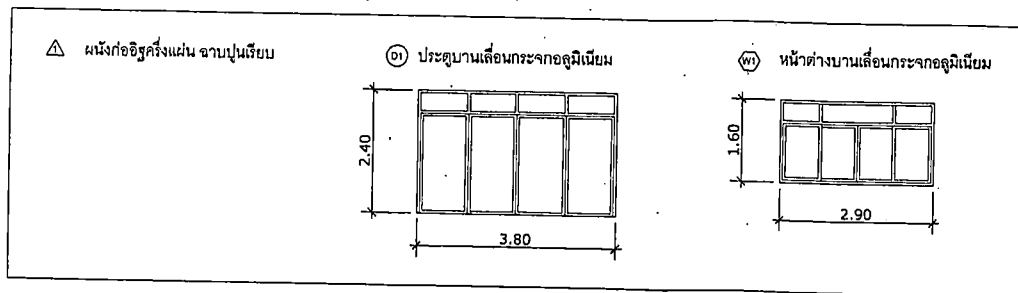 1 ผนังก่ออิฐครึ่งแผ่น ฉาบปูนเรียบ
D1 ประตูบานเลื่อนกระจกอลูมิเนียม
2.40
3.80
W1 หน้าต่างบานเลื่อนกระจกอลูมิเนียม
1.60
2.90